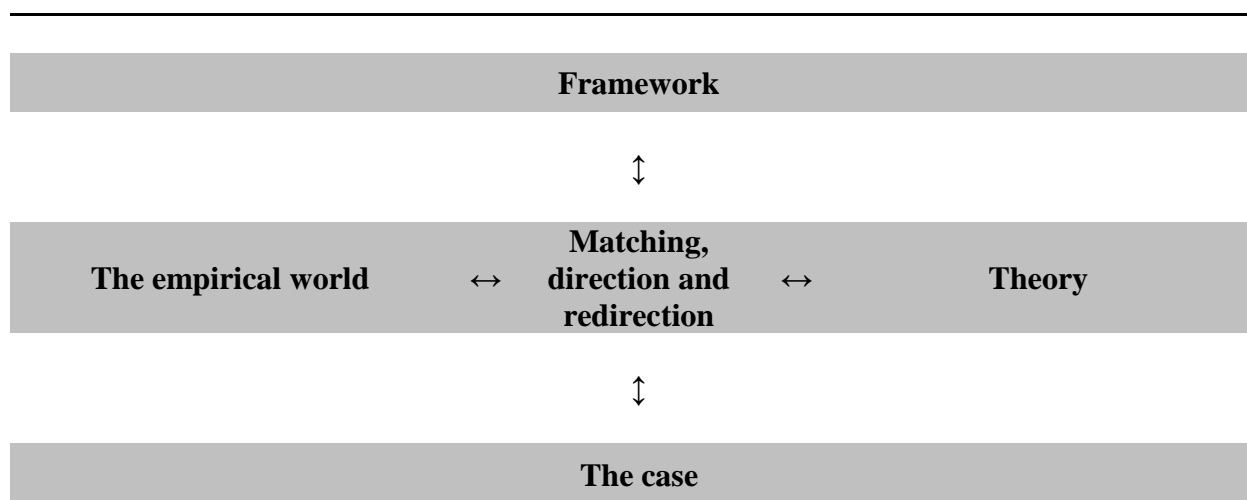 Framework
↕
Matching,
The empirical world ↔ direction and ↔ Theory
redirection
↕
The case